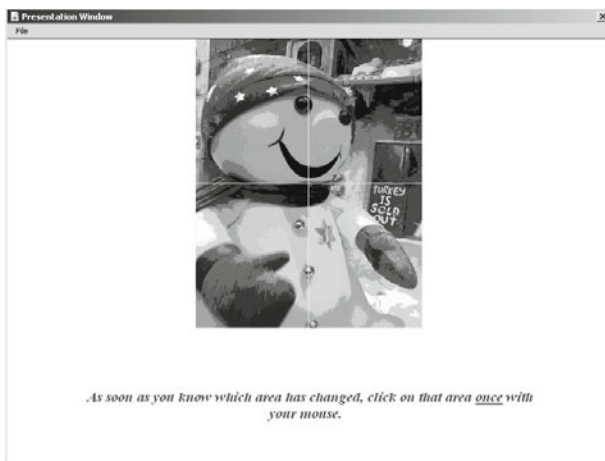 Presentation Window
File
TURKEY
IS
SOLD
OUT
As soon as you know which area has changed, click on that area once with
your mouse.